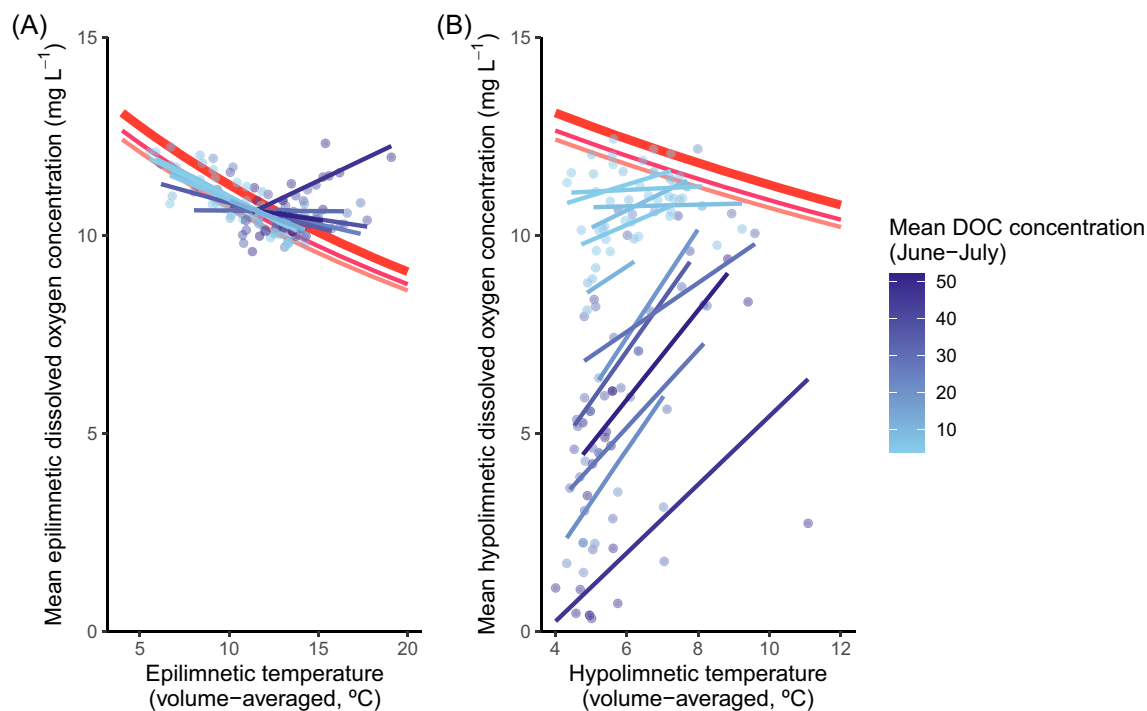 (A)
Mean epilimnetic dissolved oxygen concentration (mg L⁻¹)
15
10
5
0
5
10
15
20
Epilimnetic temperature
(volume−averaged, ºC)
(B)
Mean hypolimnetic dissolved oxygen concentration (mg L⁻¹)
15
10
5
0
4
6
8
10
12
Hypolimnetic temperature
(volume−averaged, ºC)
Mean DOC concentration
(June−July)
50
40
30
20
10